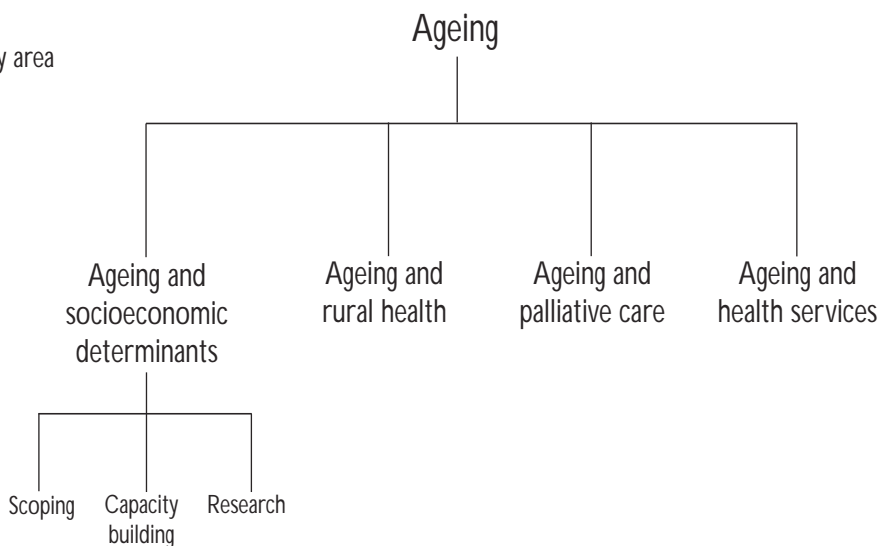 Ageing
area
Ageing and
socioeconomic
determinants
Ageing and
rural health
Ageing and
palliative care
Ageing and
health services
Scoping
Capacity
building
Research